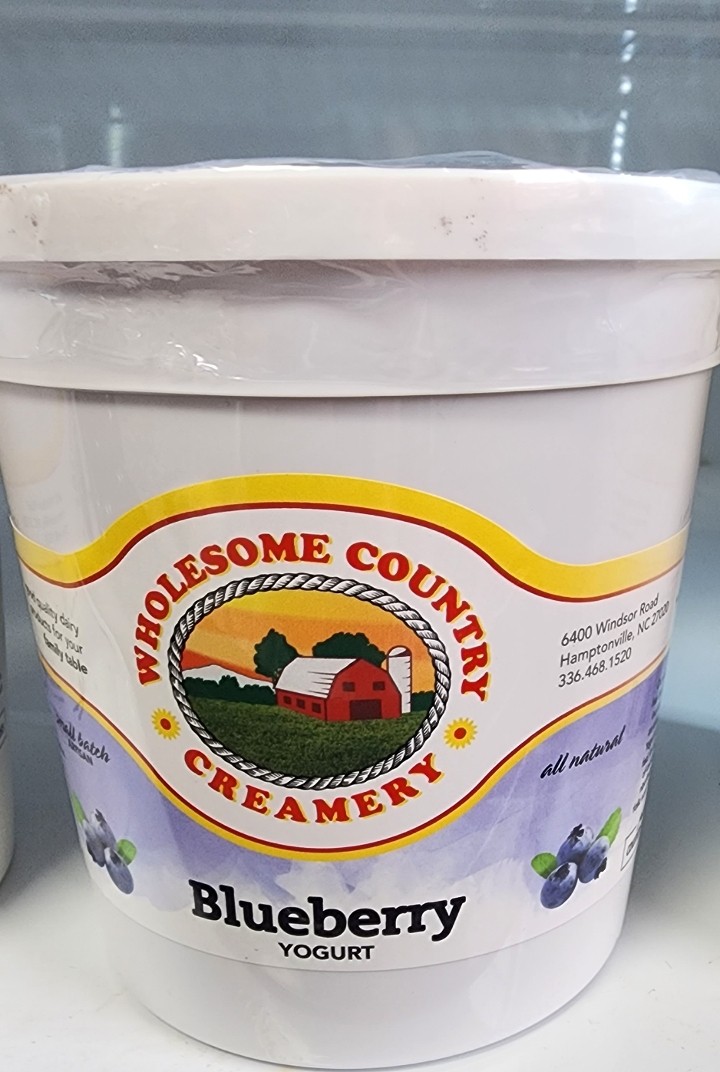 WHOLESOME COUNTRY
CREAMERY
quality dairy
for your
family table
small batch
ARTISAN
6400 Windsor Road
Hamptonville, NC 27020
336.468.1520
all natural
Blueberry
YOGURT